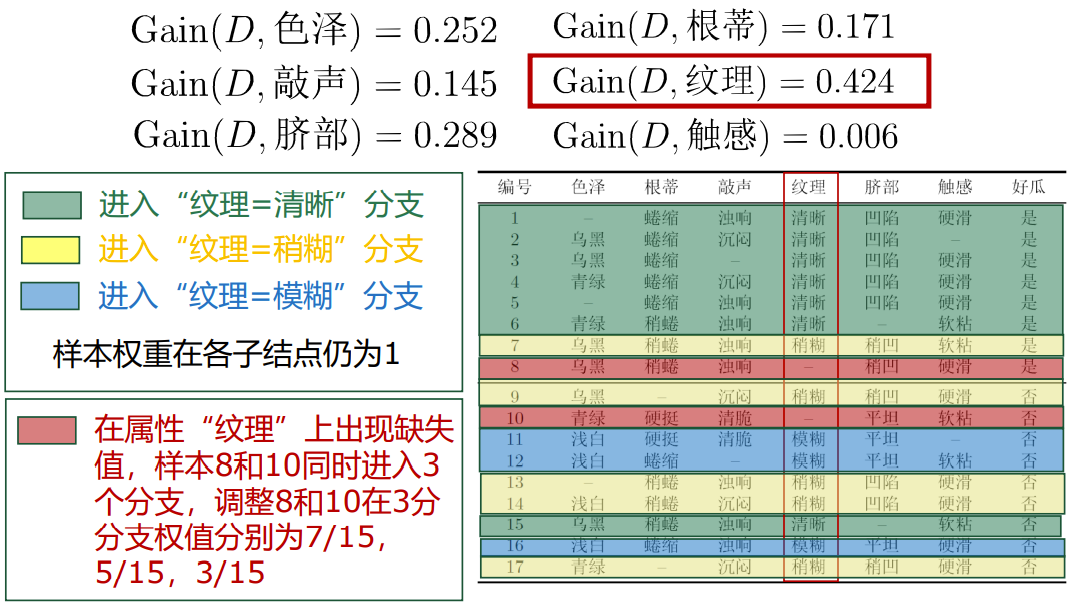 Gain(D, 色泽) = 0.252 Gain(D, 根蒂) = 0.171
Gain(D, 敲声) = 0.145 Gain(D, 纹理) = 0.424
Gain(D, 脐部) = 0.289 Gain(D, 触感) = 0.006
进入“纹理=清晰”分支
进入“纹理=稍糊”分支
进入“纹理=模糊”分支
样本权重在各子结点仍为1
在属性“纹理”上出现缺失
值，样本8和10同时进入3
个分支，调整8和10在3分
分支权值分别为7/15，
5/15，3/15
编号 色泽 根蒂 敲声 纹理 脐部 触感 好瓜
1 – 蜷缩 浊响 清晰 凹陷 硬滑 是
2 乌黑 蜷缩 沉闷 清晰 凹陷 – 是
3 乌黑 蜷缩 – 清晰 凹陷 硬滑 是
4 青绿 蜷缩 沉闷 清晰 凹陷 硬滑 是
5 – 蜷缩 浊响 清晰 凹陷 硬滑 是
6 青绿 稍蜷 浊响 清晰 – 软粘 是
7 乌黑 稍蜷 浊响 稍糊 稍凹 软粘 是
8 乌黑 稍蜷 浊响 – 稍凹 硬滑 是
9 乌黑 – 沉闷 稍糊 稍凹 硬滑 否
10 青绿 硬挺 清脆 – 平坦 软粘 否
11 浅白 硬挺 清脆 模糊 平坦 – 否
12 浅白 蜷缩 – 模糊 平坦 软粘 否
13 – 稍蜷 浊响 稍糊 凹陷 硬滑 否
14 浅白 稍蜷 沉闷 稍糊 凹陷 硬滑 否
15 乌黑 稍蜷 浊响 清晰 – 软粘 否
16 浅白 蜷缩 浊响 模糊 平坦 硬滑 否
17 青绿 – 沉闷 稍糊 稍凹 硬滑 否